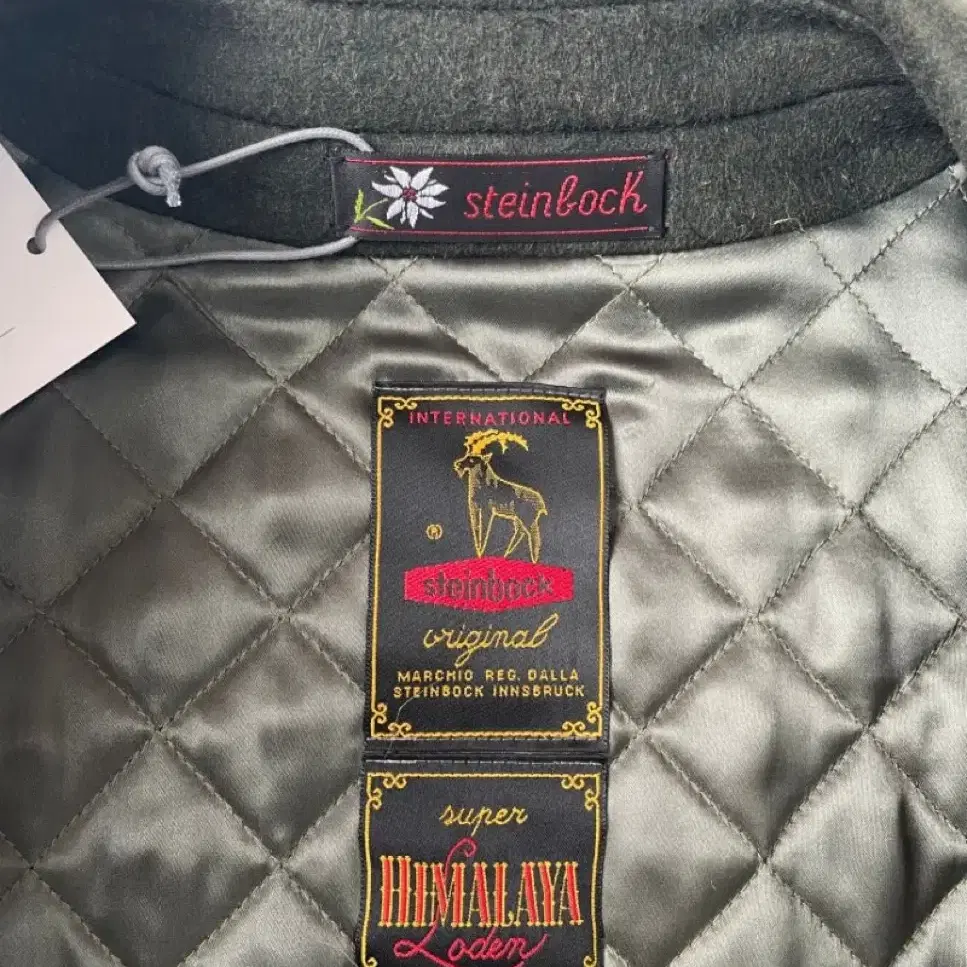 steinbock
INTERNATIONAL
®
steinbock
original
MARCHIO REG. DALLA
STEINBOCK INNSBRUCK
super
HIMALAYA
Loden